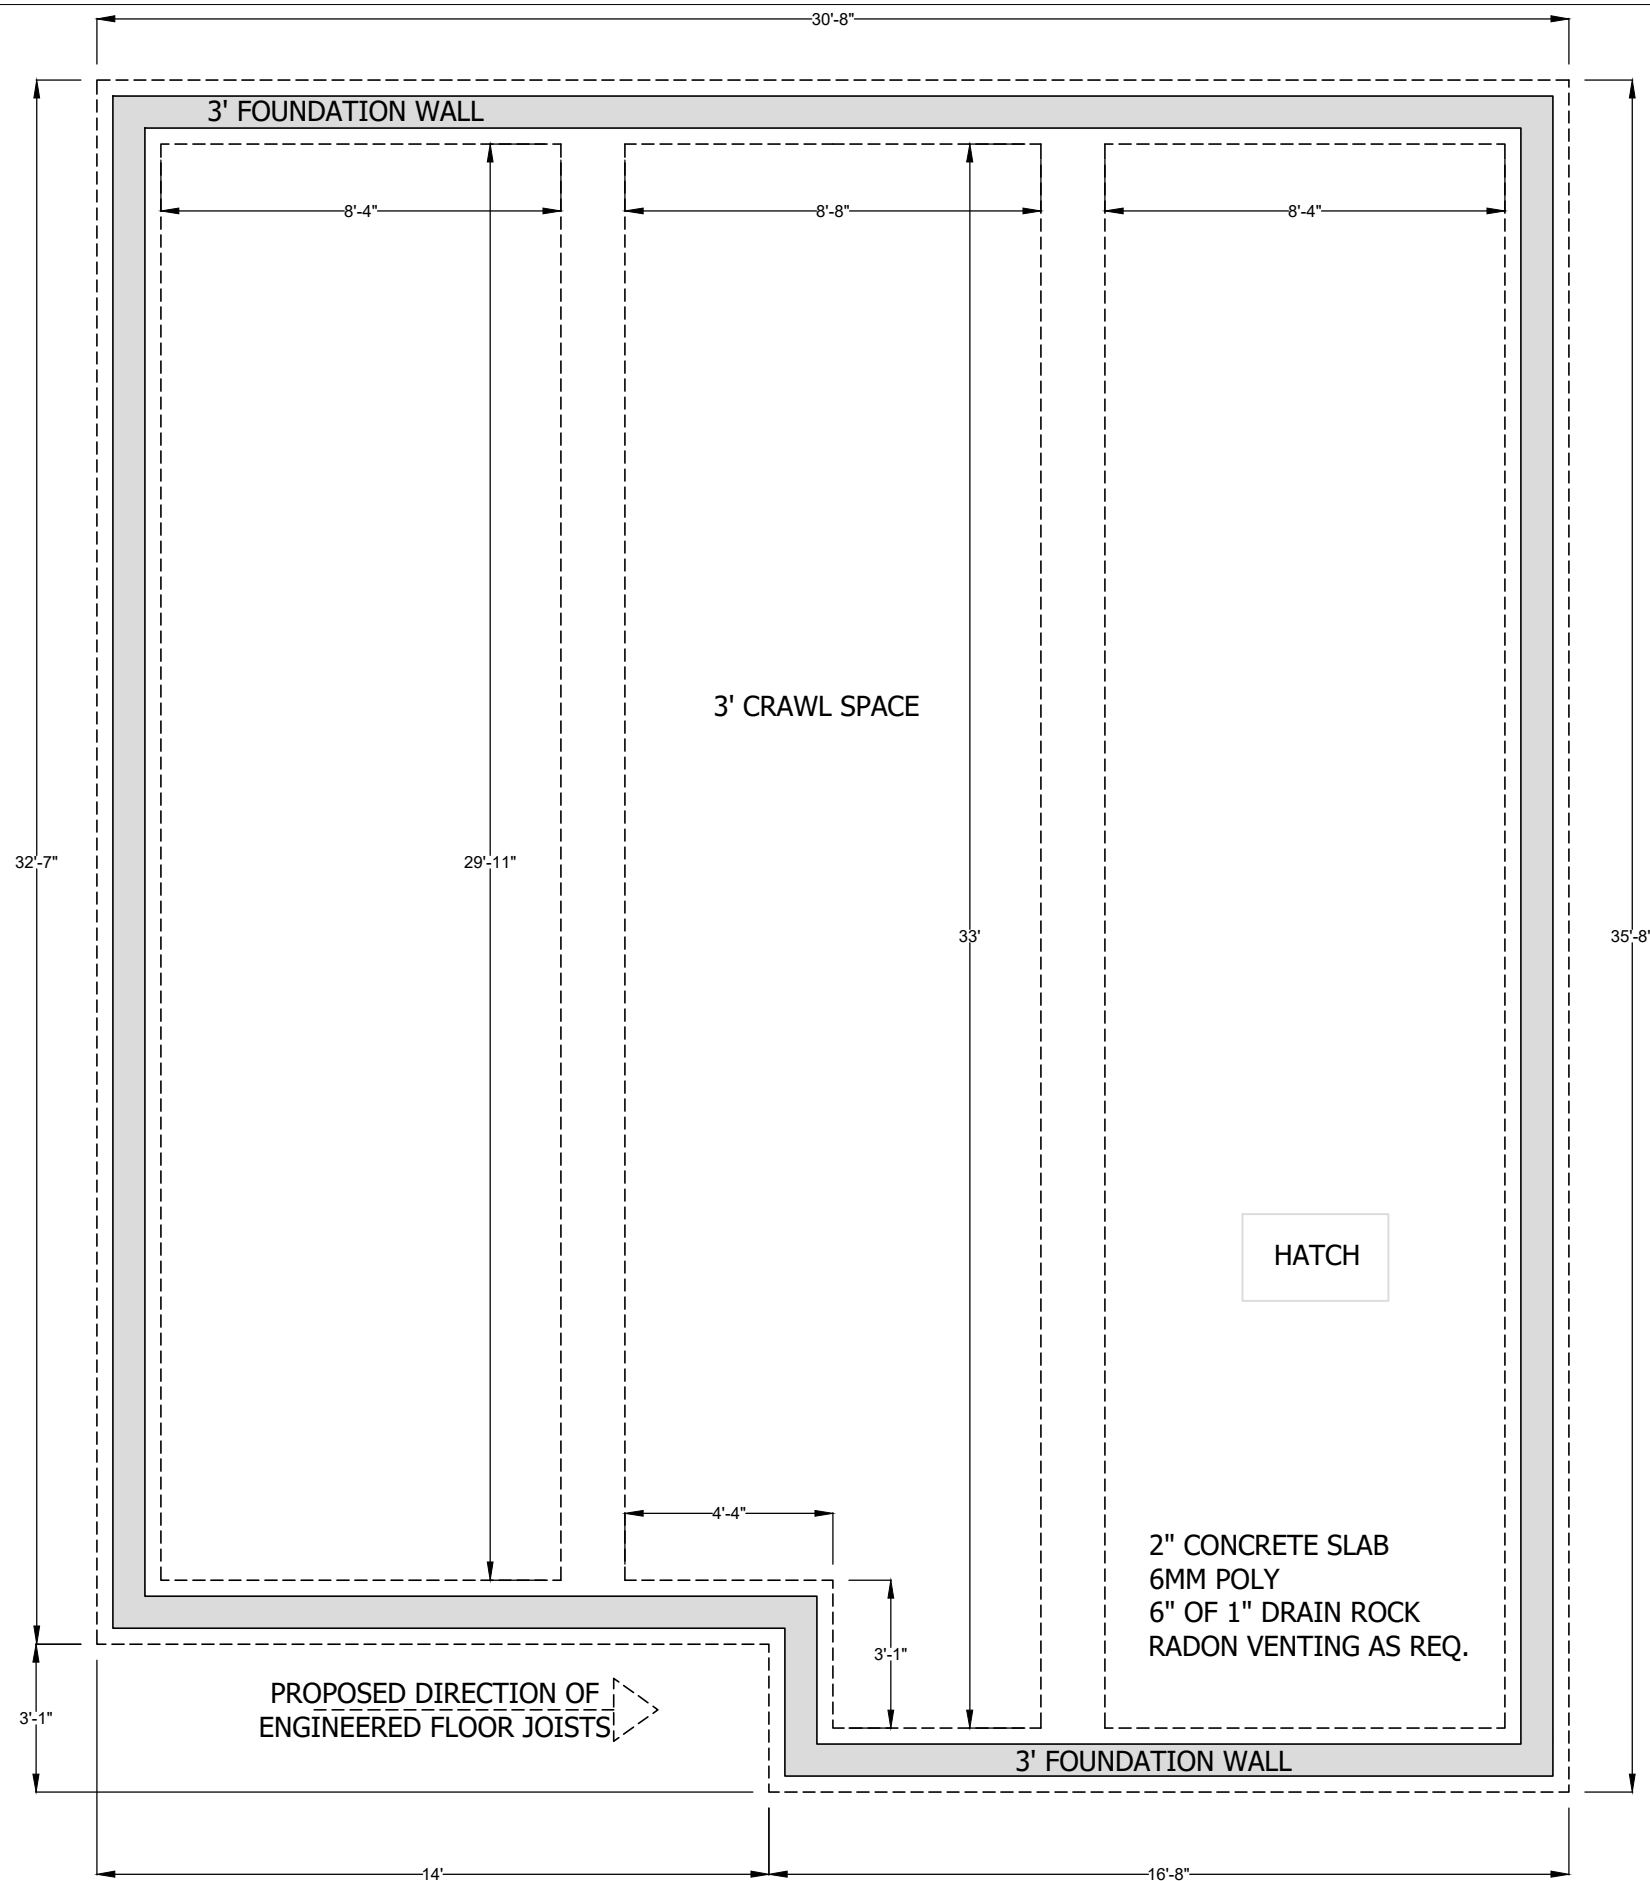 30'-8"
3' FOUNDATION WALL
8'-4"
8'-8"
8'-4"
3' CRAWL SPACE
32'-7"
29'-11"
33'
35'-8"
HATCH
4'-4"
2" CONCRETE SLAB
6MM POLY
6" OF 1" DRAIN ROCK
RADON VENTING AS REQ.
3'-1"
PROPOSED DIRECTION OF
ENGINEERED FLOOR JOISTS
3'-1"
3' FOUNDATION WALL
14'
16'-8"